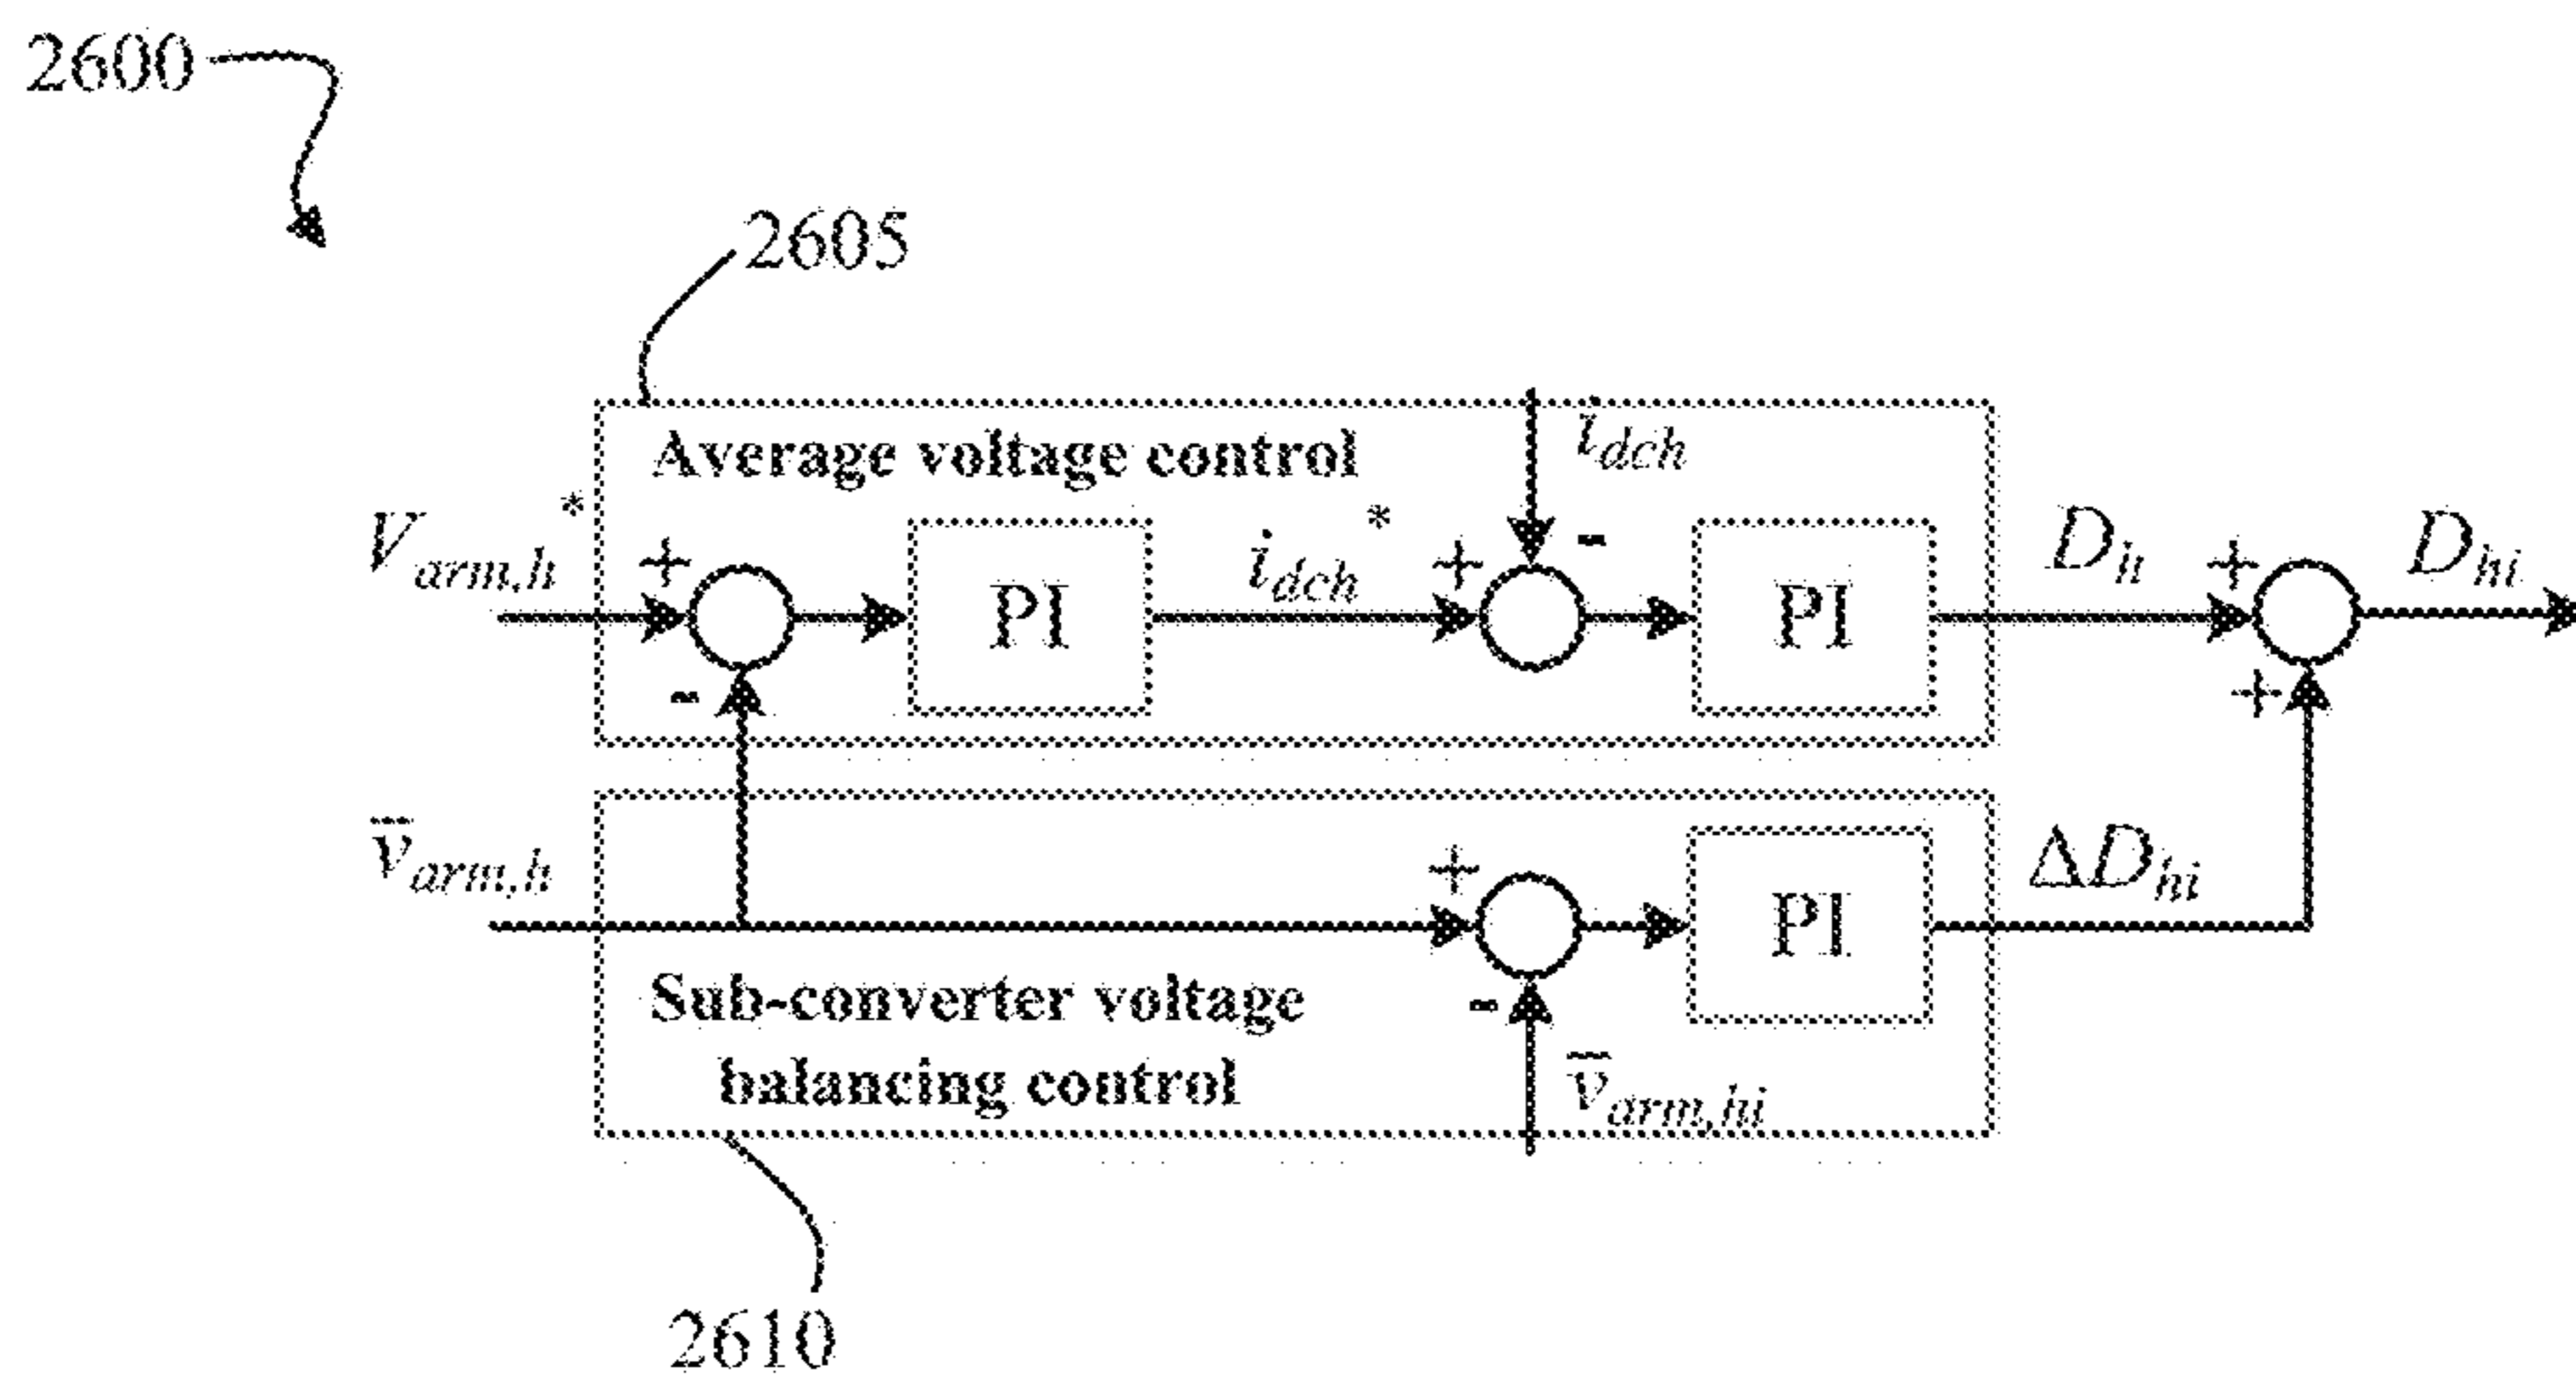 2600
2605
Average voltage control
i_dch
V_arm,h*
+
-
PI
i_dch*
+
-
PI
D_h
+
+
D_hi
v̅_arm,h
+
-
PI
ΔD_hi
Sub-converter voltage
balancing control
v̅_arm,hi
2610